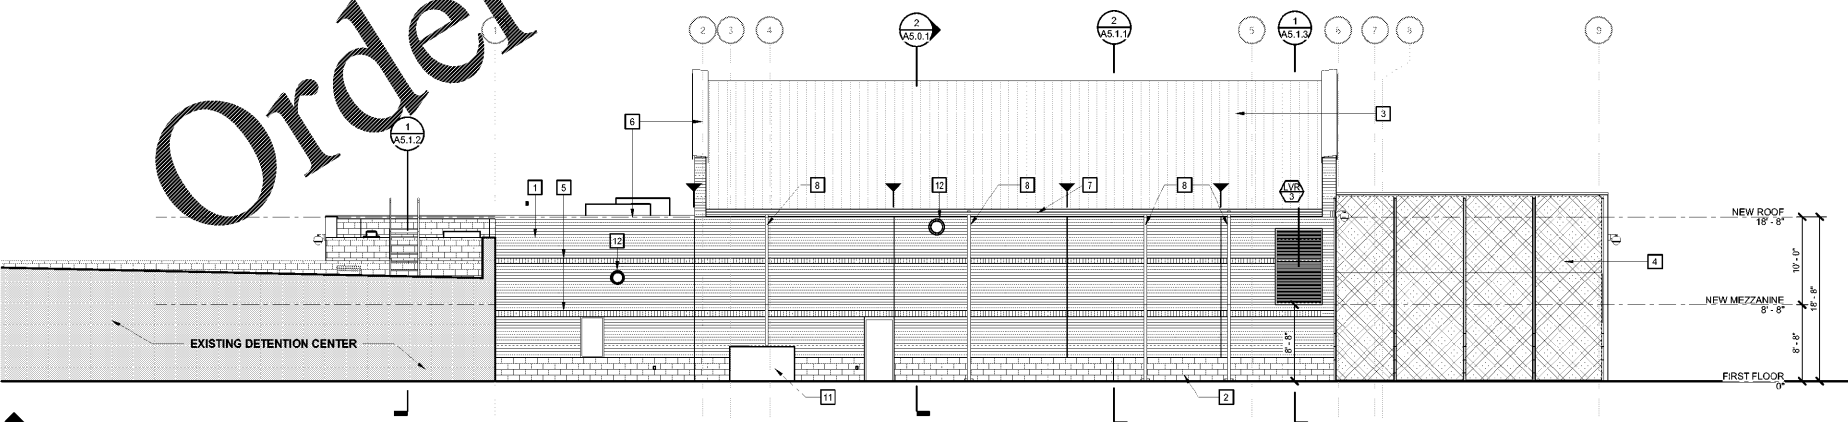 Order
1 2 3 4 2 2 5 1 6 7 8 9
A5.0.1 A5.1.1 A5.1.3
6 3
1
A5.1.2
1 5 8 12 8 7 8 LVR
3
NEW ROOF
18' - 8"
12
4
10' - 0"
18' - 8"
NEW MEZZANINE
8' - 8"
EXISTING DETENTION CENTER
8' - 8"
8' - 8"
FIRST FLOOR
0"
11 2